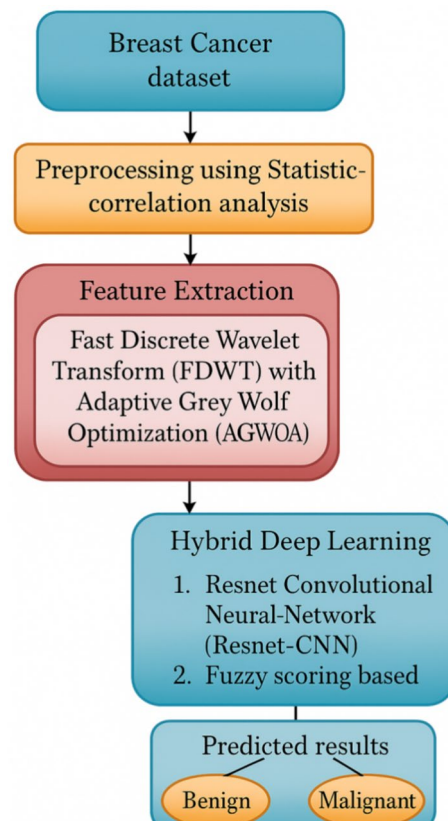 Breast Cancer
dataset
Preprocessing using Statistic-
correlation analysis
Feature Extraction
Fast Discrete Wavelet
Transform (FDWT) with
Adaptive Grey Wolf
Optimization (AGWOA)
Hybrid Deep Learning
1. Resnet Convolutional
Neural-Network
(Resnet-CNN)
2. Fuzzy scoring based
Predicted results
Benign
Malignant